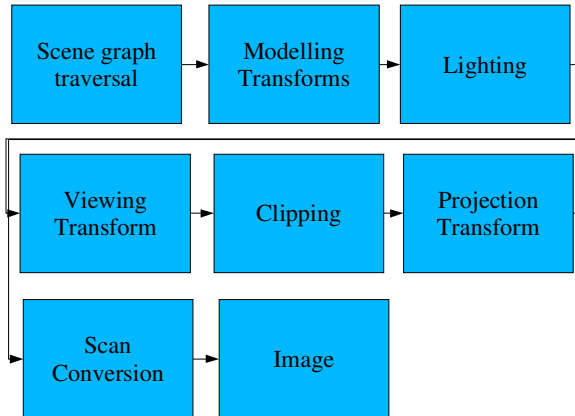 Scene graph
traversal
Modelling
Transforms
Lighting
Viewing
Transform
Clipping
Projection
Transform
Scan
Conversion
Image